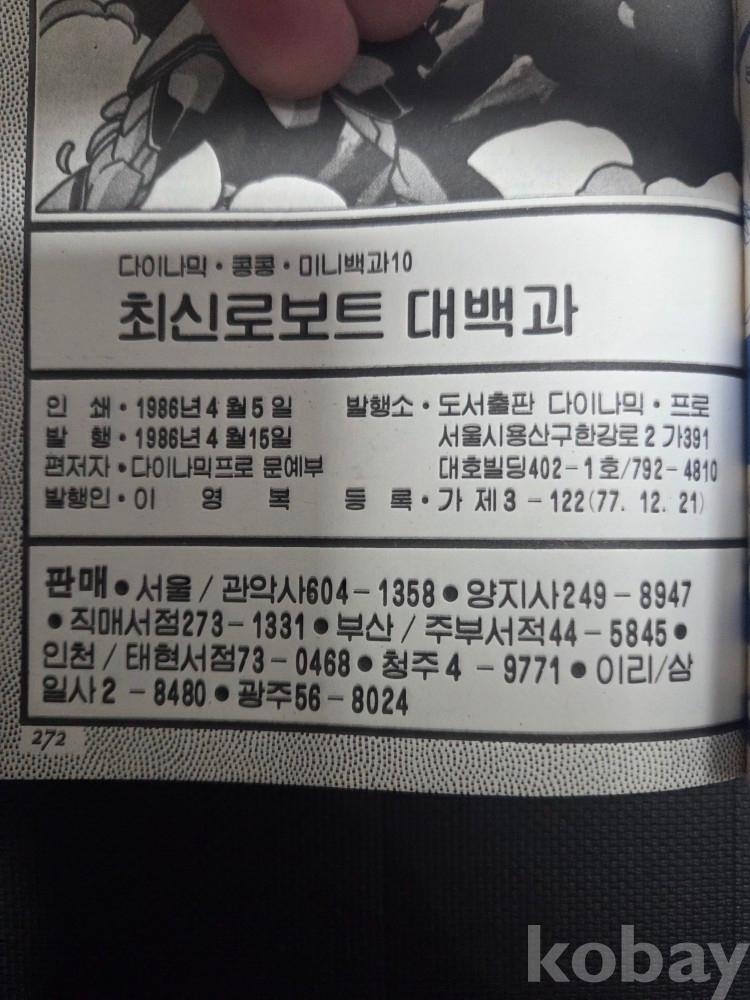 다이나믹・콩콩・미니백과10
최신로보트 대백과
인 쇄・1986년 4 월 5 일 발행소・도서출판 다이나믹・프로
발 행・1986년 4 월15일 서울시용산구한강로 2 가391
편저자・다이나믹프로 문예부 대호빌딩402-1 호/792-4810
발행인・이 영 복 등 록・가 제3-122(77. 12. 21)
판매●서울/관악사604-1358●양지사249-8947
●직매서점273-1331●부산/주부서적44-5845●
인천/태현서점73-0468●청주4-9771●이리/삼
일사2-8480●광주56-8024
272
kobay